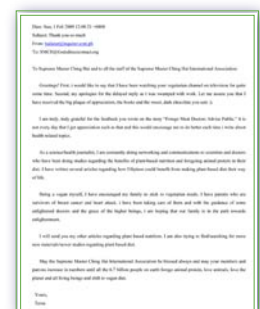 Date: Sun, 1 Feb 2009
Subject: Thank-you so much
From:
To:
To Supreme Master Ching Hai and to all the staff of the Supreme Master Ching Hai International Association:
Greetings! First, I would like to say that I have been watching your vegetarian channel on television for quite
some time. Second, my apologies for the delayed reply as I was swamped with work. Let me assure you that I
have received the big plaque of appreciation, the books and the sweet, dark chocolate you sent :).
I am truly, truly grateful for the feedback you wrote on the story "Forego Meat Doctors Advise Public." It is
not every day that I get appreciation such as that and this would encourage me to do better each time I write about
health related topics.
As a science/health journalist, I am constantly doing networking and communications to scientists and doctors
who have been doing studies regarding the benefits of plant-based nutrition and foregoing animal protein in their
diet. I have written several articles regarding how Filipinos could benefit from making plant-based diet their way
of life.
Being a vegan myself, I have encouraged my family to stick to vegetarian meals. I have parents who are
survivors of breast cancer and heart attack, I have been taking care of them and with the guidance of some
enlightened doctors and the grace of the higher beings, I am hoping that our family is in the path towards
enlightenment.
I will send you my other articles regarding plant based nutrition. I am also trying to find/searching for more
new materials/newer studies regarding plant based diet.
May the Supreme Master Ching Hai International Association be blessed always and may your members and
patrons increase in numbers until all the 6.7 billion people on earth forego animal protein, love animals, love the
planet and all living beings and shift to vegan diet.
Yours,